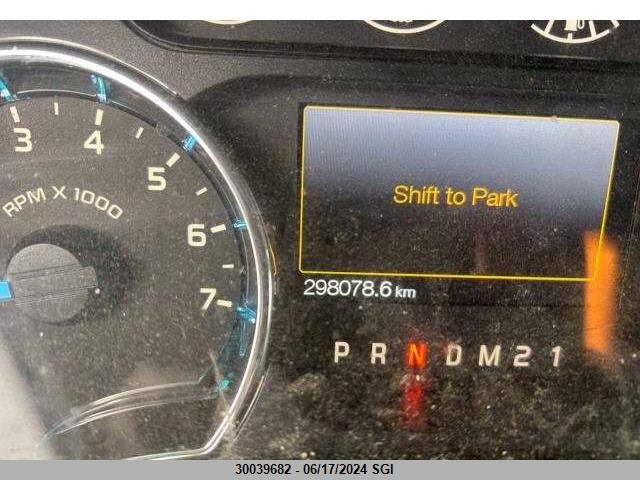 3 4 5 6 7
RPM X 1000
Shift to Park
298078.6 km
P R N D M 2 1
30039682 - 06/17/2024 SGI